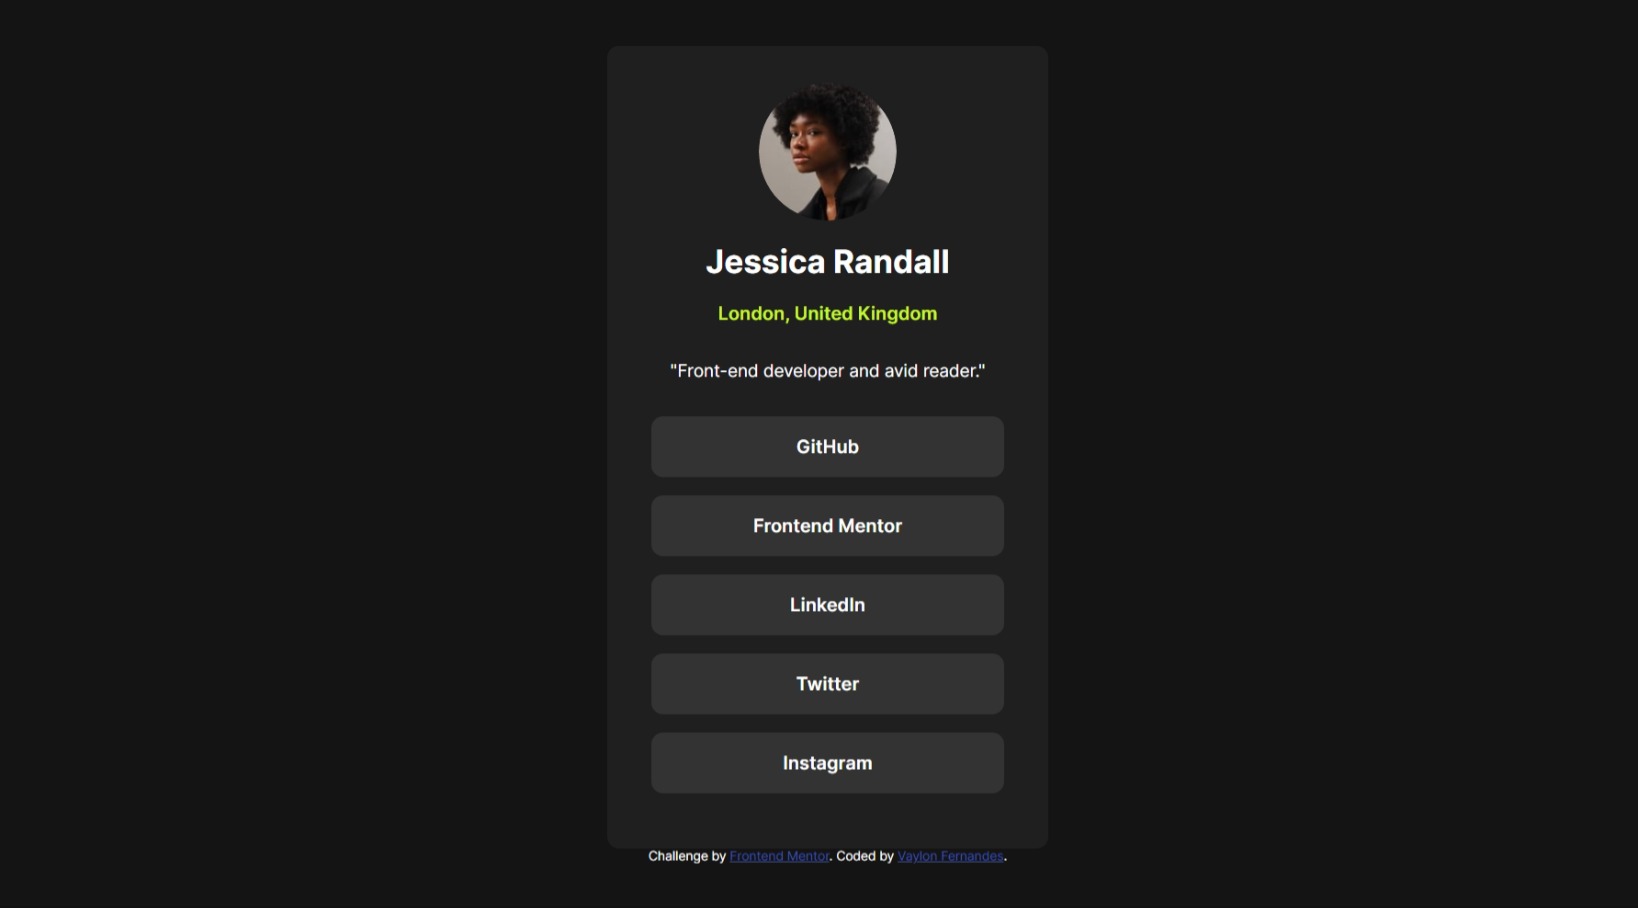 Jessica Randall
London, United Kingdom
"Front-end developer and avid reader."
GitHub
Frontend Mentor
LinkedIn
Twitter
Instagram
Challenge by Frontend Mentor. Coded by Vaylon Fernandes.